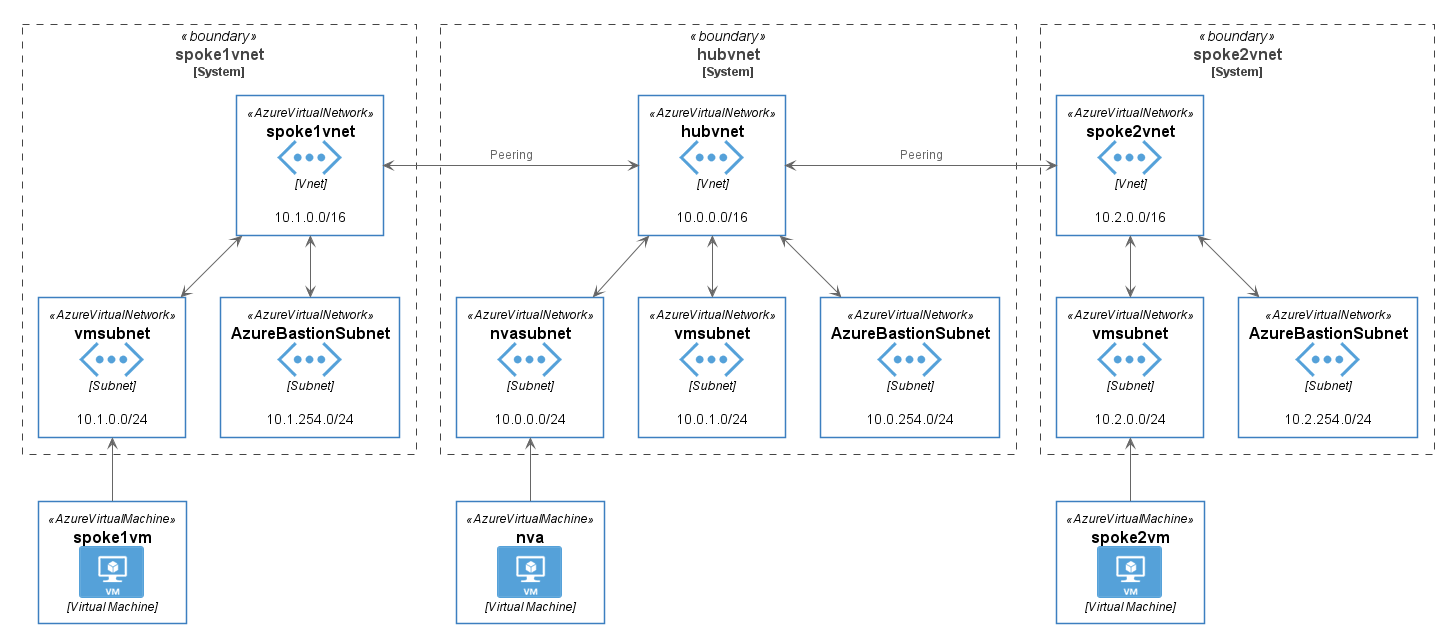 «boundary»
spoke1vnet
[System]
«boundary»
hubvnet
[System]
«boundary»
spoke2vnet
[System]
«AzureVirtualNetwork»
spoke1vnet
[Vnet]
10.1.0.0/16
Peering
«AzureVirtualNetwork»
hubvnet
[Vnet]
10.0.0.0/16
Peering
«AzureVirtualNetwork»
spoke2vnet
[Vnet]
10.2.0.0/16
«AzureVirtualNetwork»
vmsubnet
[Subnet]
10.1.0.0/24
«AzureVirtualNetwork»
AzureBastionSubnet
[Subnet]
10.1.254.0/24
«AzureVirtualNetwork»
nvasubnet
[Subnet]
10.0.0.0/24
«AzureVirtualNetwork»
vmsubnet
[Subnet]
10.0.1.0/24
«AzureVirtualNetwork»
AzureBastionSubnet
[Subnet]
10.0.254.0/24
«AzureVirtualNetwork»
vmsubnet
[Subnet]
10.2.0.0/24
«AzureVirtualNetwork»
AzureBastionSubnet
[Subnet]
10.2.254.0/24
«AzureVirtualMachine»
spoke1vm
VM
[Virtual Machine]
«AzureVirtualMachine»
nva
VM
[Virtual Machine]
«AzureVirtualMachine»
spoke2vm
VM
[Virtual Machine]